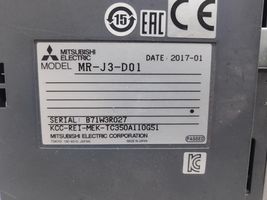 15
EAC
MITSUBISHI
ELECTRIC
DATE: 2017-01
MODEL MR-J3-D01
SERIAL: B71W3R027
KCC-REI-MEK-TC350A110G51
MITSUBISHI ELECTRIC CORPORATION
PASSED